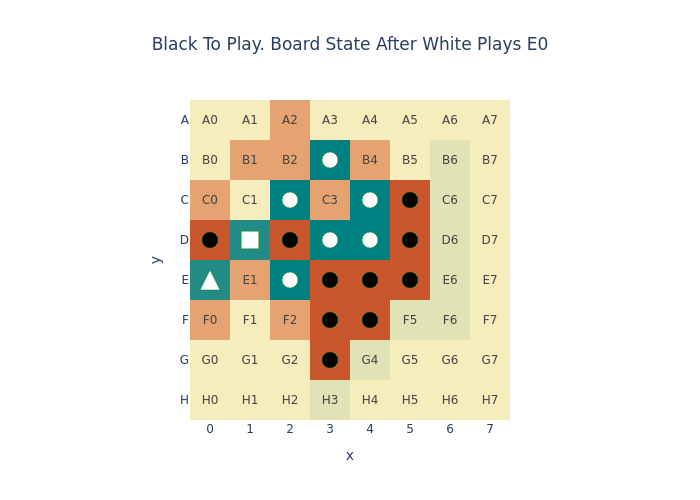 Black To Play. Board State After White Plays E0
A A0 A1 A2 A3 A4 A5 A6 A7
B B0 B1 B2 B4 B5 B6 B7
C C0 C1 C3 C6 C7
D D6 D7
E E1 E6 E7
F F0 F1 F2 F5 F6 F7
G G0 G1 G2 G4 G5 G6 G7
H H0 H1 H2 H3 H4 H5 H6 H7
0 1 2 3 4 5 6 7
x
y